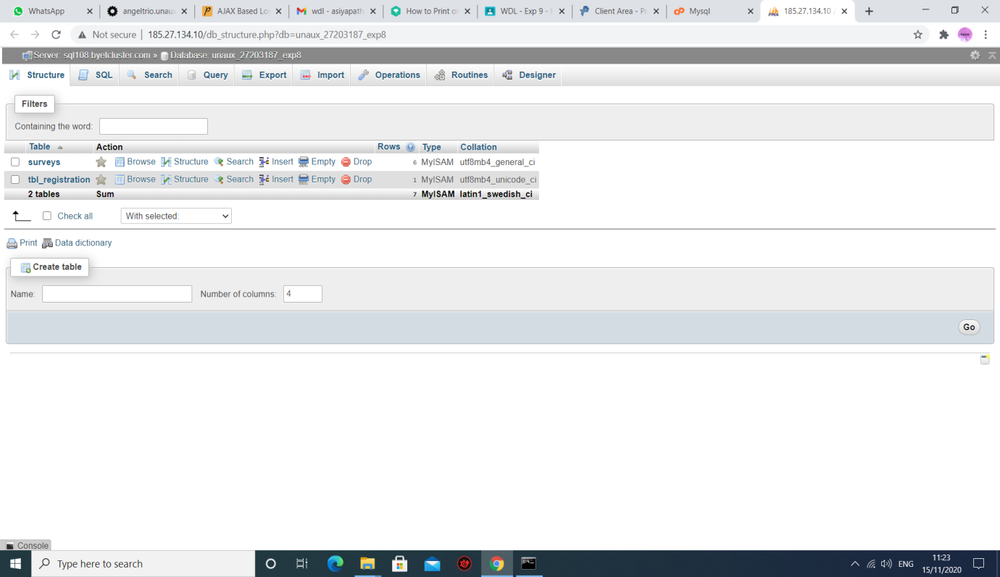 WhatsApp
angeltrio.unaux
AJAX Based Lo
wdl - asiyapath
How to Print or
WDL - Exp 9 -
Client Area - Pr
Mysql
185.27.134.10 /
Not secure | 185.27.134.10/db_structure.php?db=unaux_27203187_exp8
Server: sql108.byetcluster.com » Database: unaux_27203187_exp8
Structure SQL Search Query Export Import Operations Routines Designer
Filters
Containing the word:
Table Action Rows Type Collation
surveys Browse Structure Search Insert Empty Drop 6 MyISAM utf8mb4_general_ci
tbl_registration Browse Structure Search Insert Empty Drop 1 MyISAM utf8mb4_unicode_ci
2 tables Sum 7 MyISAM latin1_swedish_ci
Check all With selected:
Print Data dictionary
Create table
Name: Number of columns: 4
Go
Console
Type here to search
ENG
11:23
15/11/2020